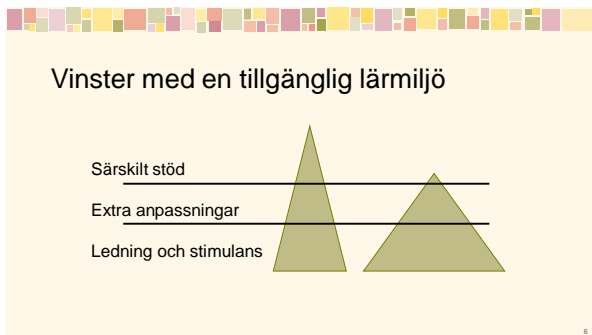 Vinster med en tillgänglig lärmiljö
Särskilt stöd
Extra anpassningar
Ledning och stimulans
6